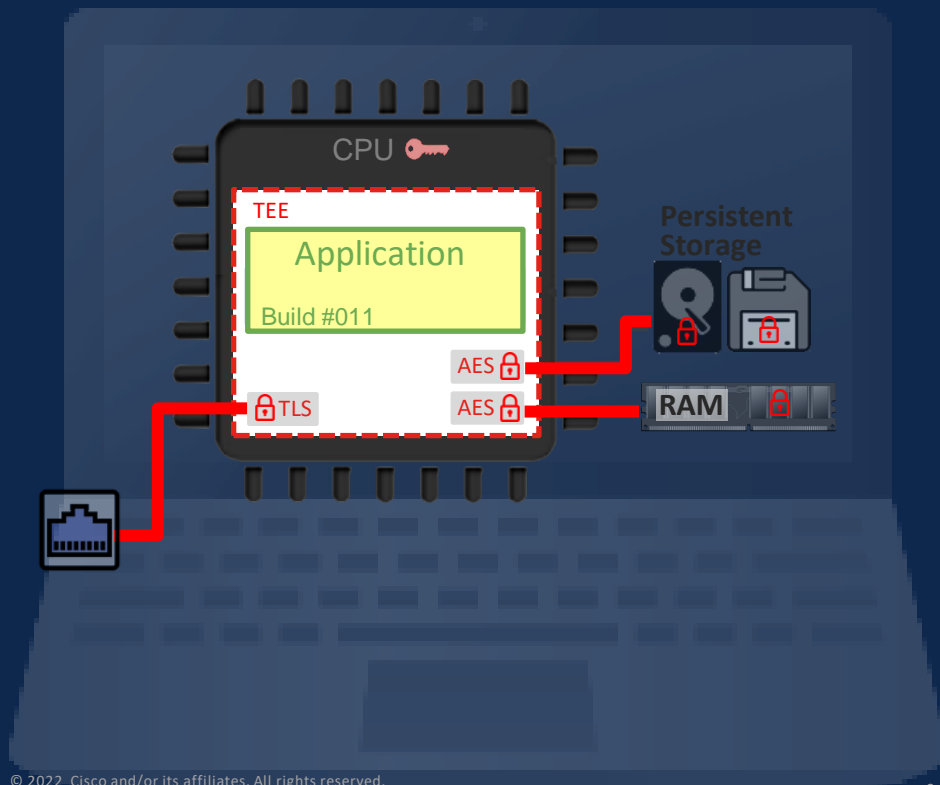 CPU
TEE
Application
Build #011
AES
AES
TLS
Persistent
Storage
RAM
© 2022 Cisco and/or its affiliates. All rights reserved.